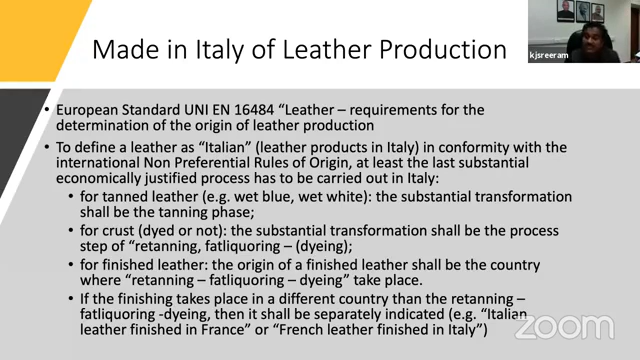 kjsreeram
Made in Italy of Leather Production
• European Standard UNI EN 16484 “Leather – requirements for the
determination of the origin of leather production
• To define a leather as “Italian” (leather products in Italy) in conformity with the
international Non Preferential Rules of Origin, at least the last substantial
economically justified process has to be carried out in Italy:
• for tanned leather (e.g. wet blue, wet white): the substantial transformation
shall be the tanning phase;
• for crust (dyed or not): the substantial transformation shall be the process
step of “retanning, fatliquoring – (dyeing);
• for finished leather: the origin of a finished leather shall be the country
where “retanning – fatliquoring – dyeing” take place.
• If the finishing takes place in a different country than the retanning –
fatliquoring -dyeing, then it shall be separately indicated (e.g. “Italian
leather finished in France” or “French leather finished in Italy”)
zoom